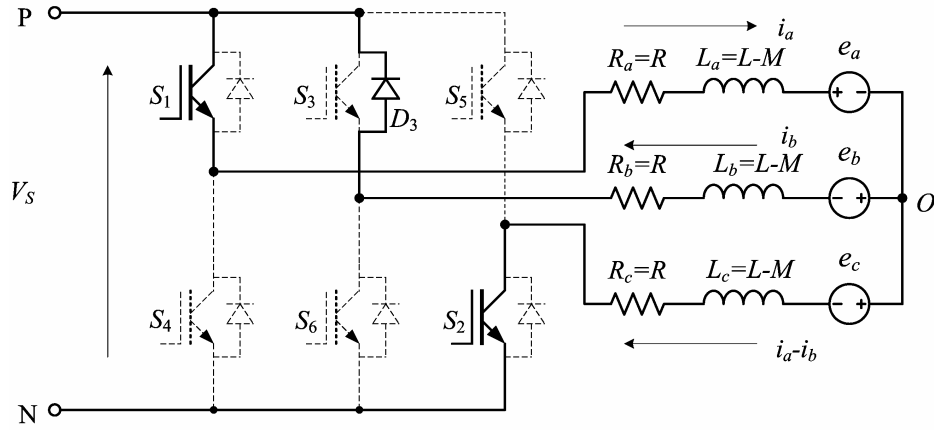 P
i_a
R_a=R
L_a=L-M
e_a
S_1
S_3
D_3
S_5
i_b
R_b=R
L_b=L-M
e_b
V_S
O
R_c=R
L_c=L-M
e_c
S_4
S_6
S_2
i_a-i_b
N